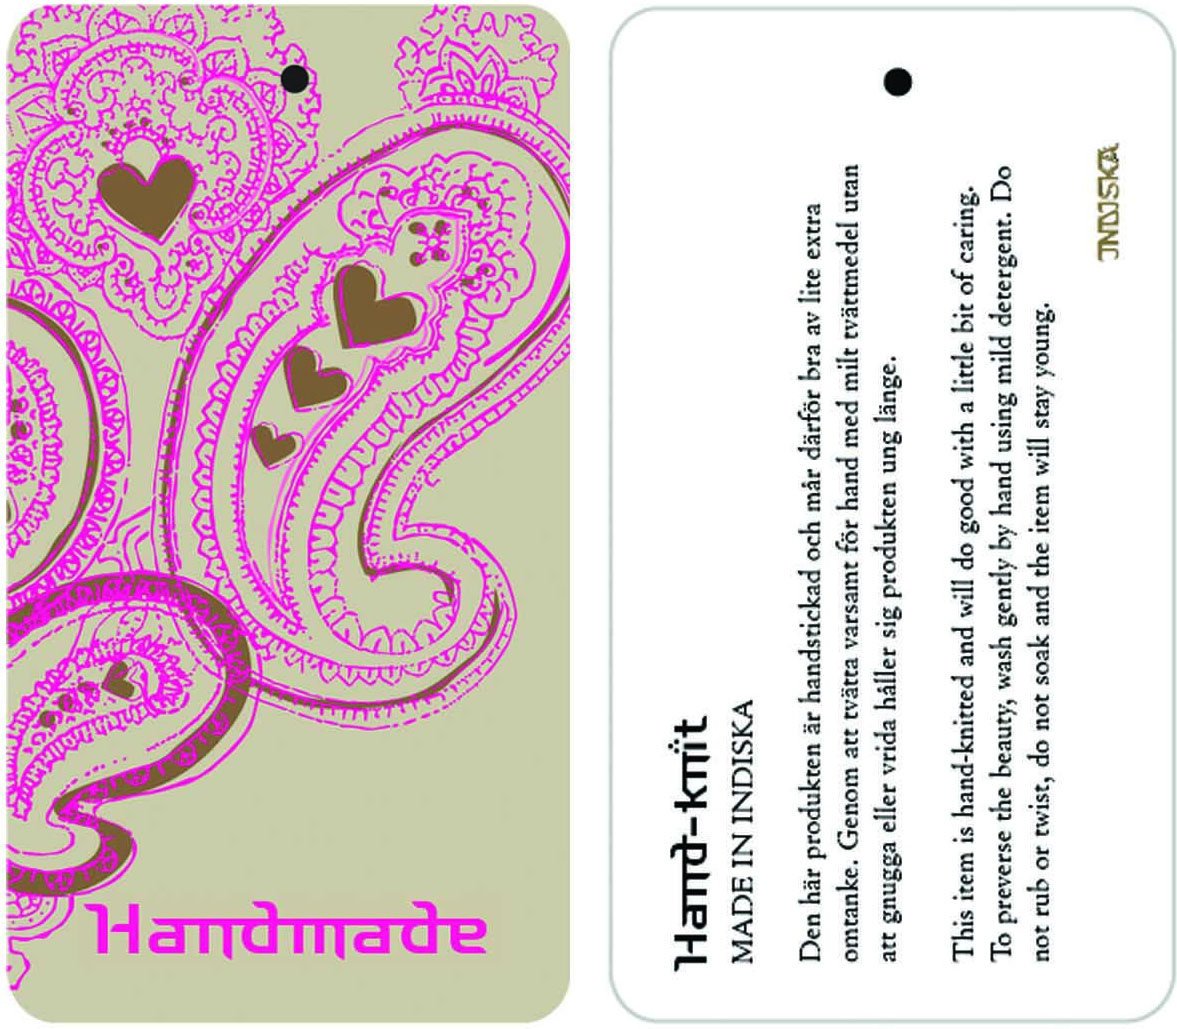 Handmade
Hand-knit
MADE IN INDISKA
Den här produkten är handstickad och mår därför bra av lite extra
omtanke. Genom att tvätta varsamt för hand med milt tvättmedel utan
att gnugga eller vrida håller sig produkten ung länge.
This item is hand-knitted and will do good with a little bit of caring.
To preverse the beauty, wash gently by hand using mild detergent. Do
not rub or twist, do not soak and the item will stay young.
INDISKA